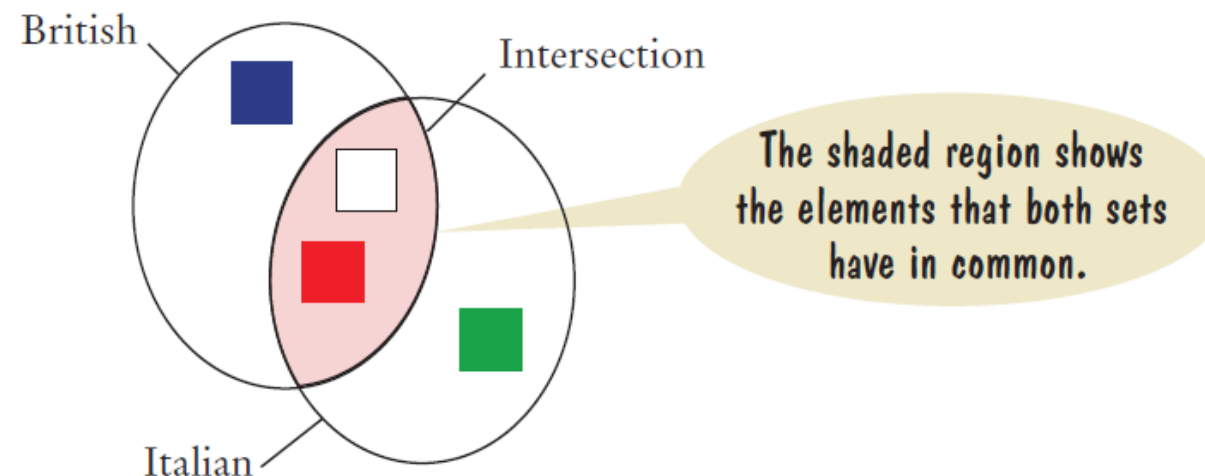 British
Intersection
The shaded region shows
the elements that both sets
have in common.
Italian